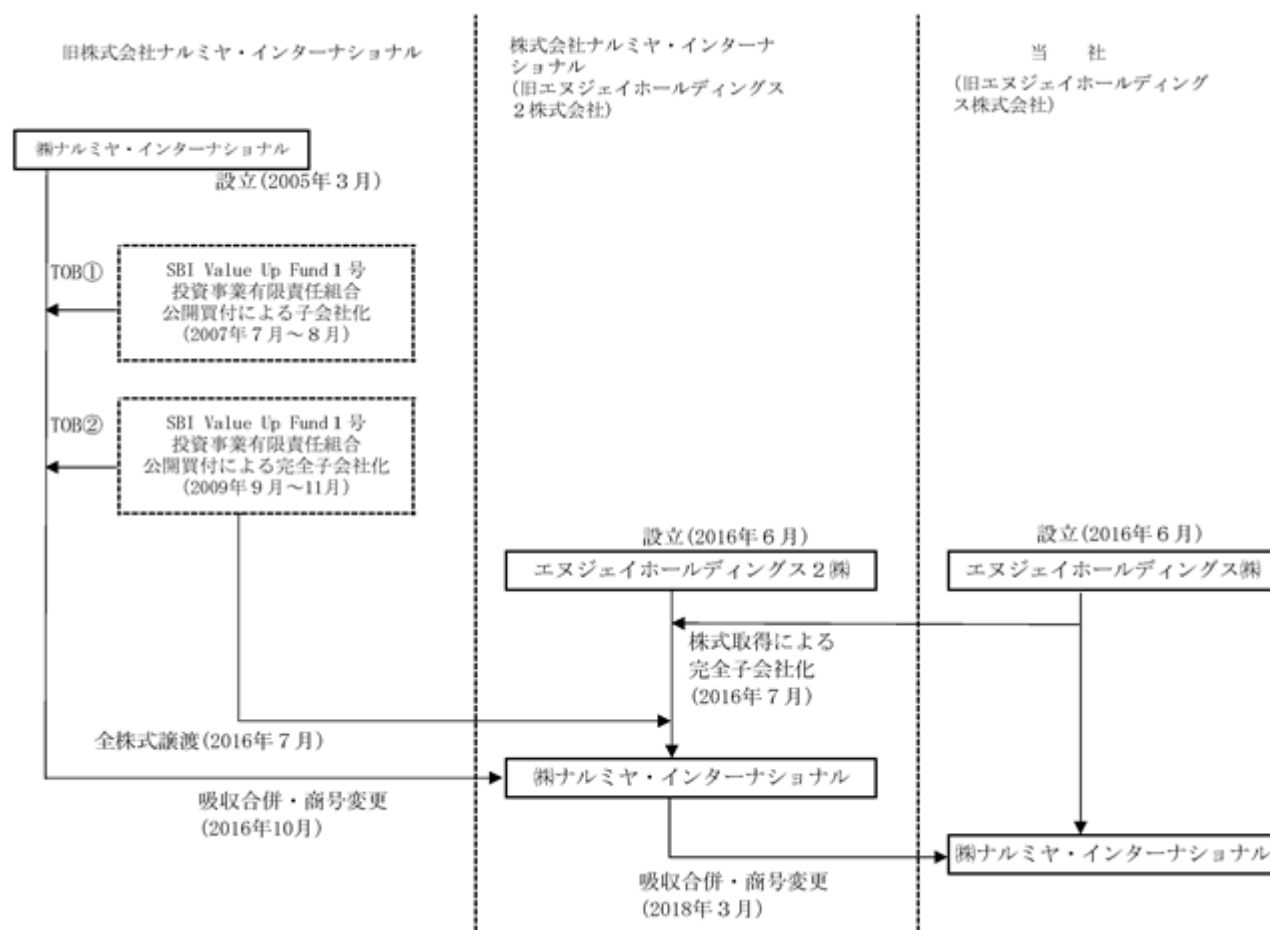 旧株式会社ナルミヤ・インターナショナル
株式会社ナルミヤ・インターナ
ショナル
(旧エヌジェイホールディングス
2株式会社)
当　社
(旧エヌジェイホールディング
ス株式会社)
㈱ナルミヤ・インターナショナル
設立(2005年3月)
TOB①
SBI Value Up Fund1号
投資事業有限責任組合
公開買付による子会社化
(2007年7月～8月)
TOB②
SBI Value Up Fund1号
投資事業有限責任組合
公開買付による完全子会社化
(2009年9月～11月)
設立(2016年6月)
エヌジェイホールディングス2㈱
設立(2016年6月)
エヌジェイホールディングス㈱
株式取得による
完全子会社化
(2016年7月)
全株式譲渡(2016年7月)
㈱ナルミヤ・インターナショナル
吸収合併・商号変更
(2016年10月)
㈱ナルミヤ・インターナショナル
吸収合併・商号変更
(2018年3月)